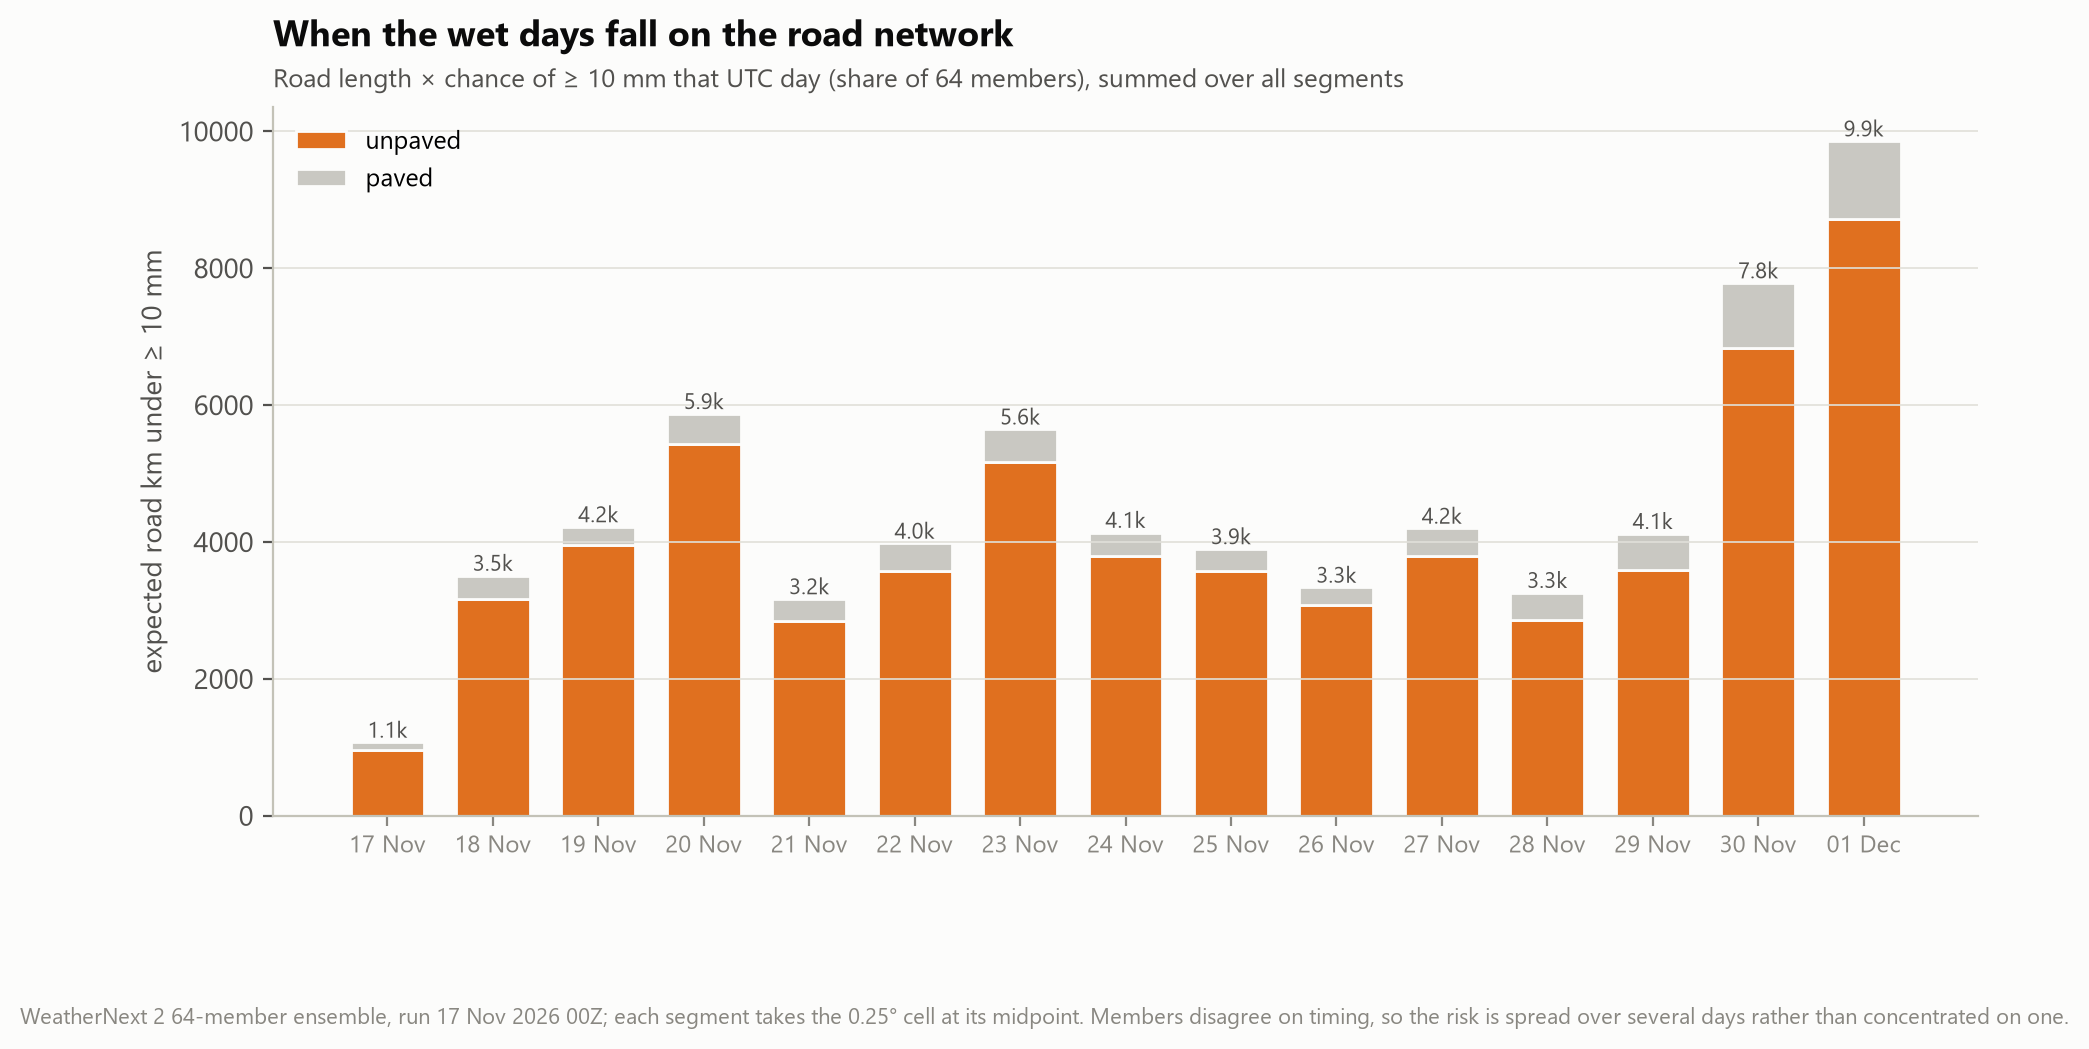 When the wet days fall on the road network
Road length × chance of ≥ 10 mm that UTC day (share of 64 members), summed over all segments
unpaved
paved
expected road km under ≥ 10 mm
10000
8000
6000
4000
2000
0
1.1k
3.5k
4.2k
5.9k
3.2k
4.0k
5.6k
4.1k
3.9k
3.3k
4.2k
3.3k
4.1k
7.8k
9.9k
17 Nov
18 Nov
19 Nov
20 Nov
21 Nov
22 Nov
23 Nov
24 Nov
25 Nov
26 Nov
27 Nov
28 Nov
29 Nov
30 Nov
01 Dec
WeatherNext 2 64-member ensemble, run 17 Nov 2026 00Z; each segment takes the 0.25° cell at its midpoint. Members disagree on timing, so the risk is spread over several days rather than concentrated on one.